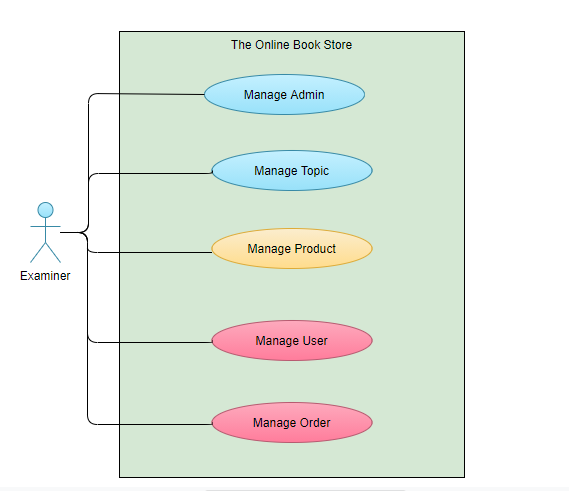 The Online Book Store
Manage Admin
Manage Topic
Manage Product
Examiner
Manage User
Manage Order